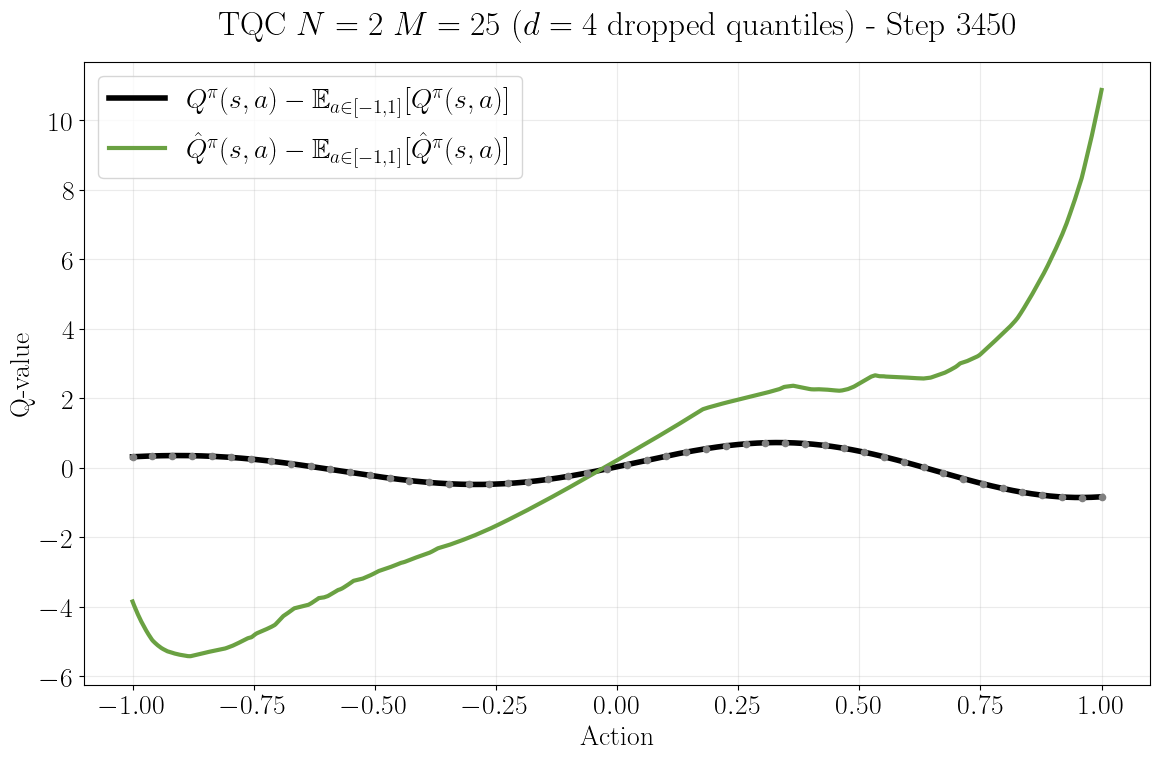 TQC N = 2 M = 25 (d = 4 dropped quantiles) - Step 3450
Q^π(s, a) − 𝔼_{a∈[−1,1]}[Q^π(s, a)]
Q̂^π(s, a) − 𝔼_{a∈[−1,1]}[Q̂^π(s, a)]
10
8
6
4
2
0
−2
−4
−6
Q-value
−1.00 −0.75 −0.50 −0.25 0.00 0.25 0.50 0.75 1.00
Action